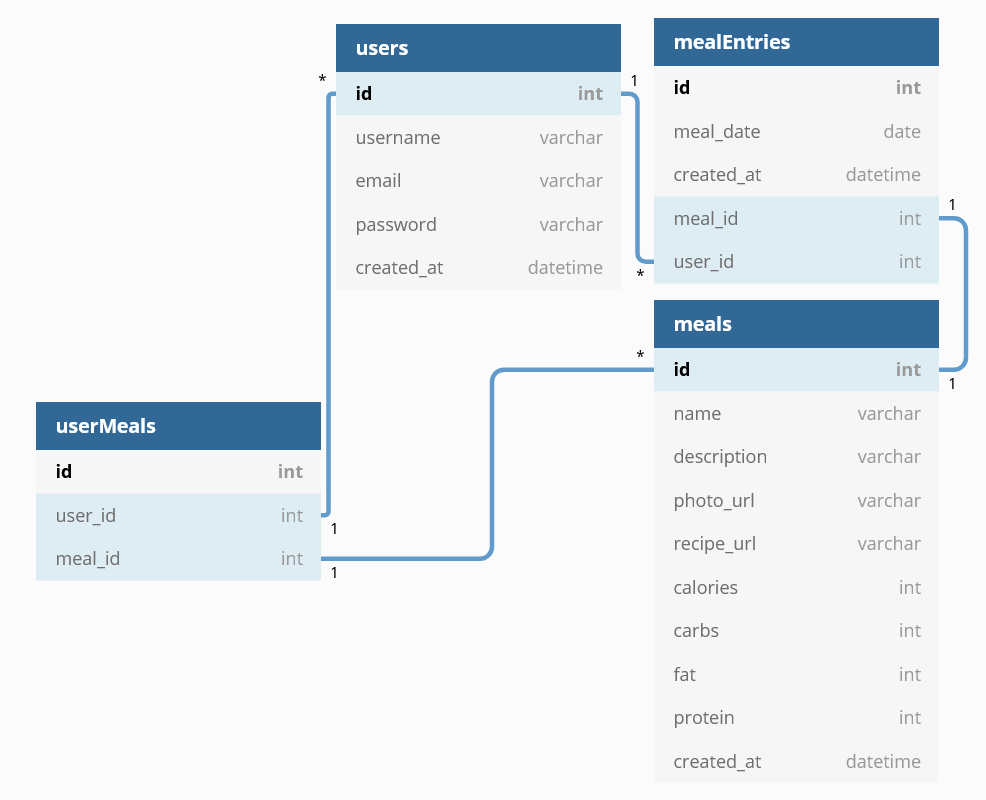 users
* id int 1
username varchar
email varchar
password varchar
created_at datetime
mealEntries
id int
meal_date date
created_at datetime
meal_id int 1
* user_id int
meals
* id int 1
name varchar
description varchar
photo_url varchar
recipe_url varchar
calories int
carbs int
fat int
protein int
created_at datetime
userMeals
id int
user_id int 1
meal_id int 1